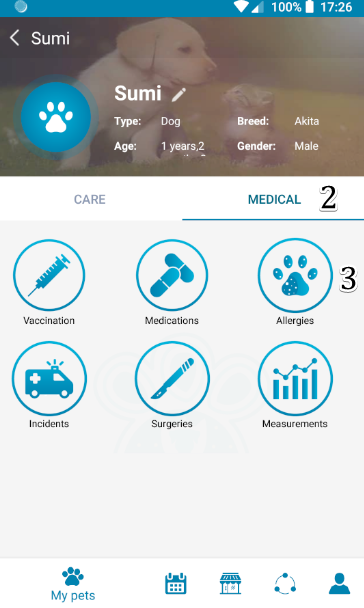 100% 17:26
Sumi
Sumi
Type: Dog Breed: Akita
Age: 1 years,2 Gender: Male
CARE MEDICAL 2
3
Vaccination Medications Allergies
Incidents Surgeries Measurements
My pets